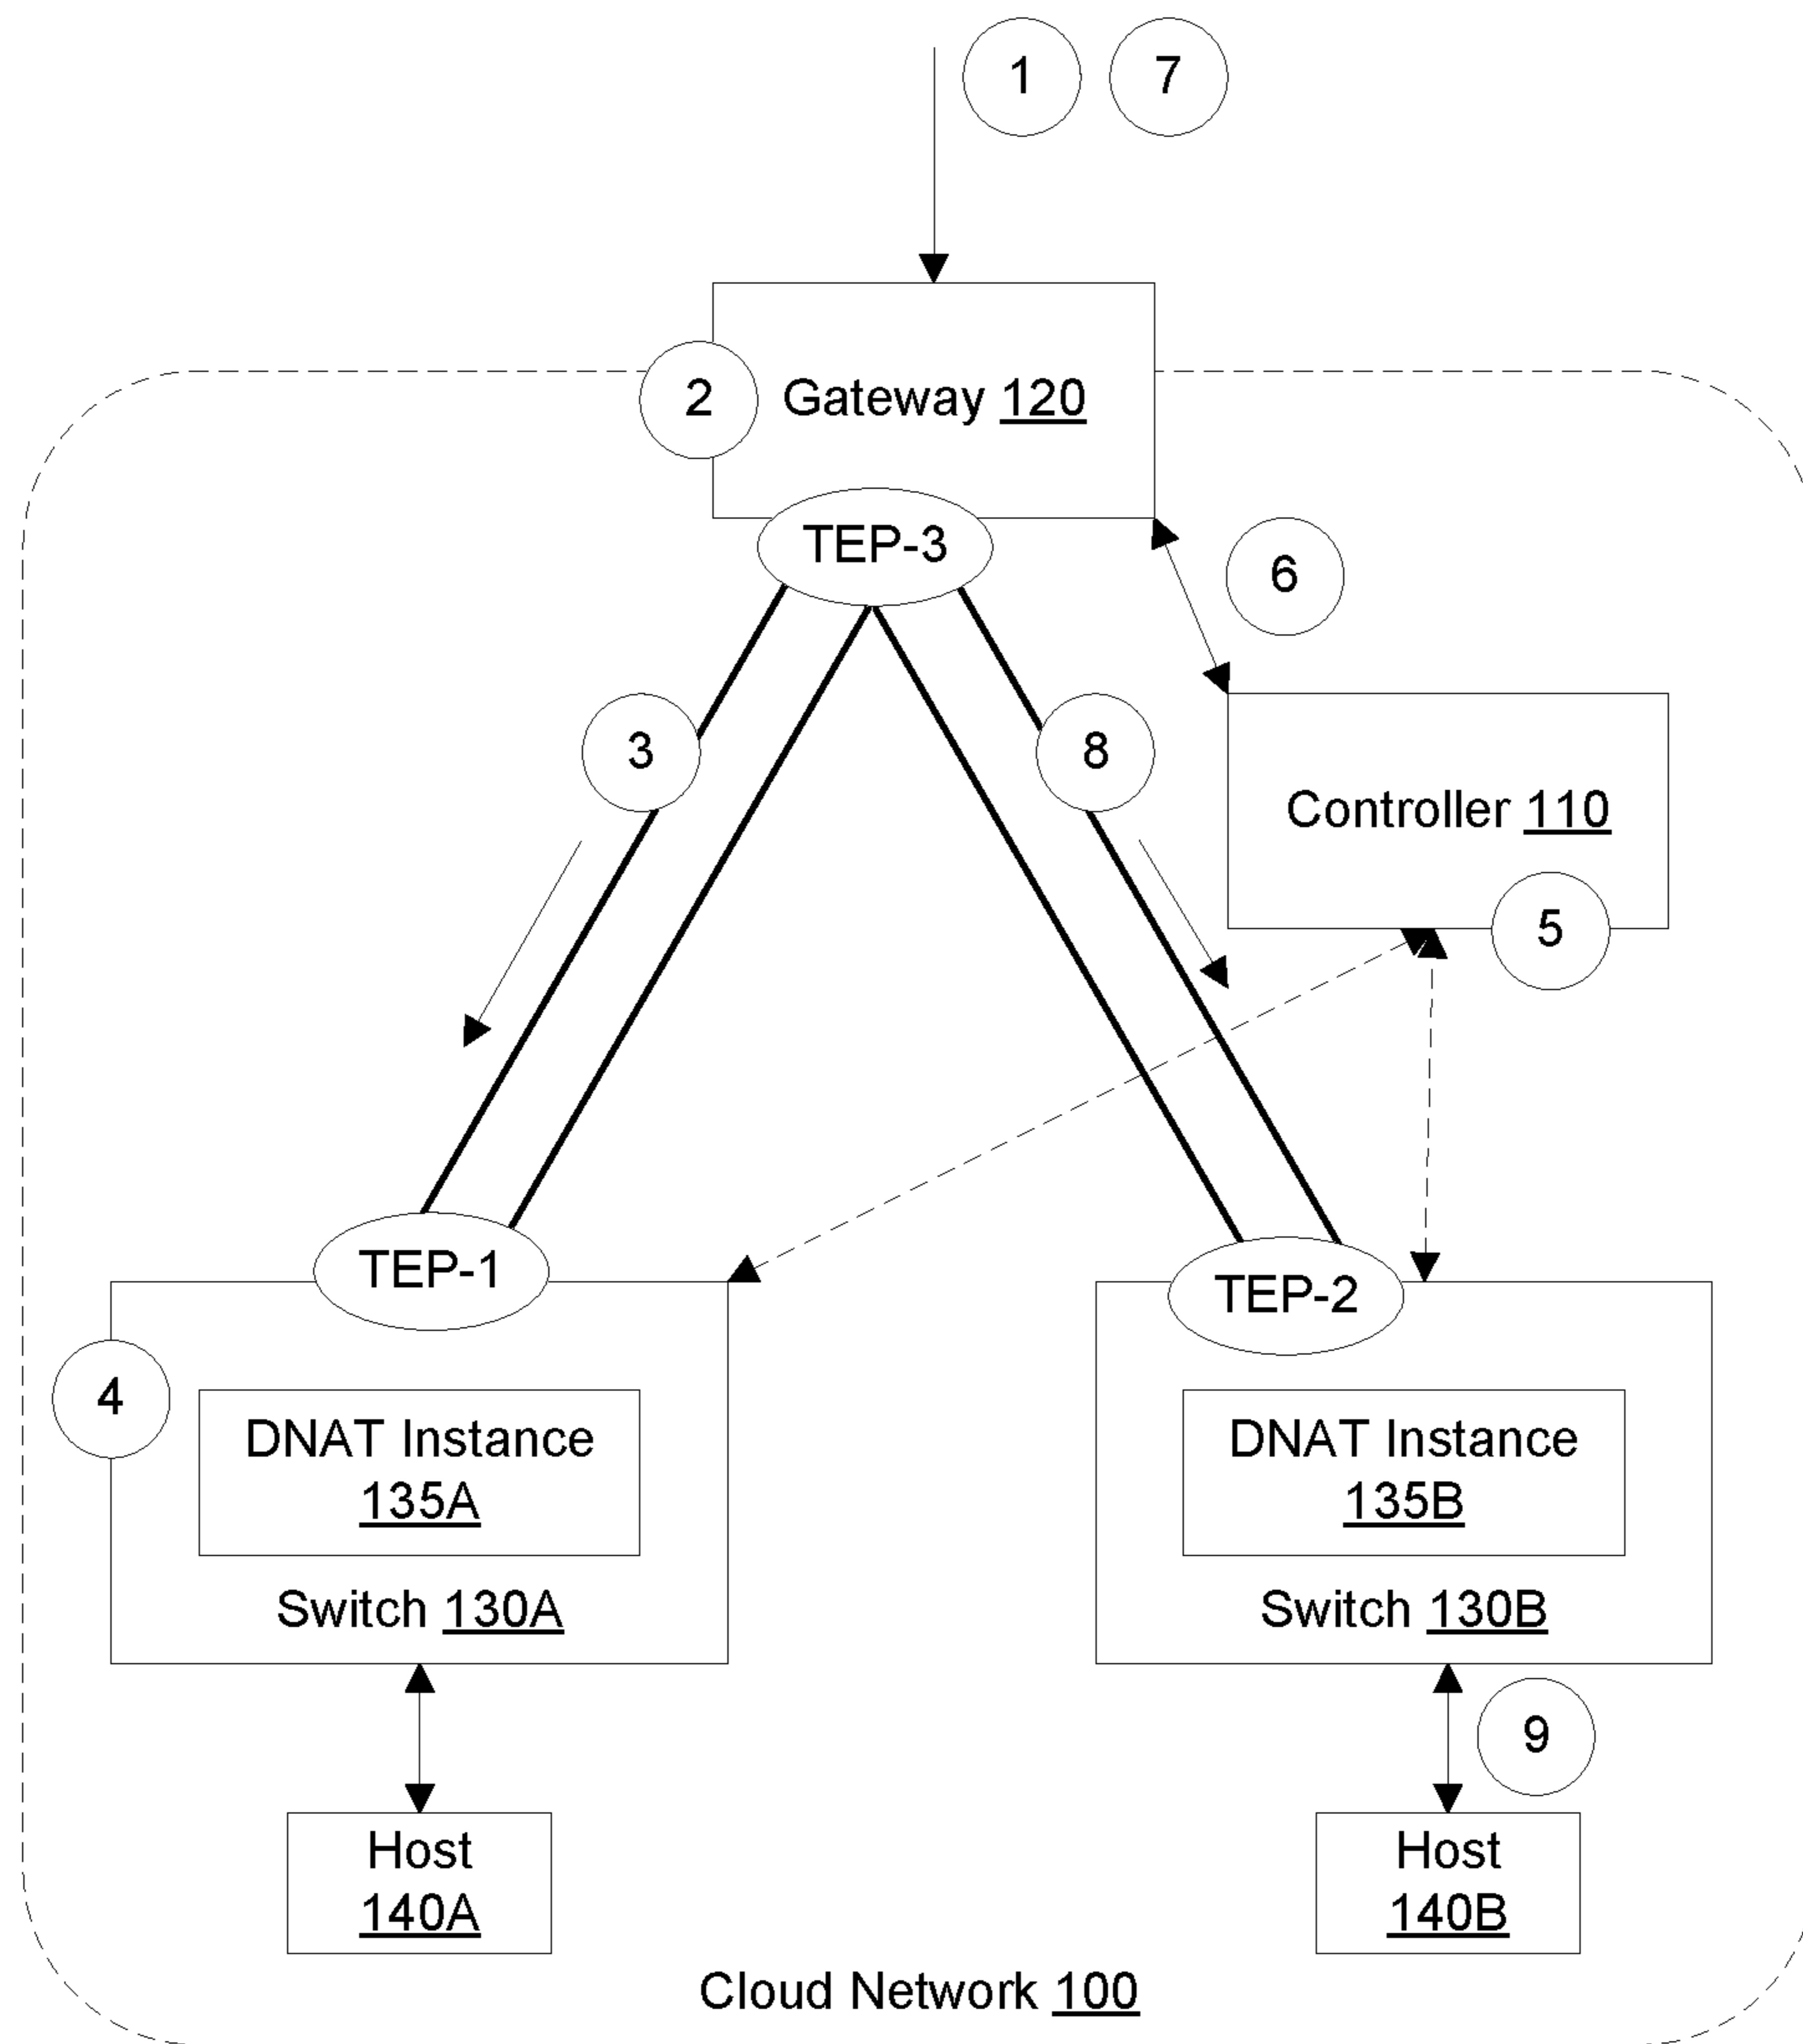 1
7
2
Gateway 120
TEP-3
6
3
8
Controller 110
5
TEP-1
TEP-2
4
DNAT Instance
135A
DNAT Instance
135B
Switch 130A
Switch 130B
9
Host
140A
Host
140B
Cloud Network 100